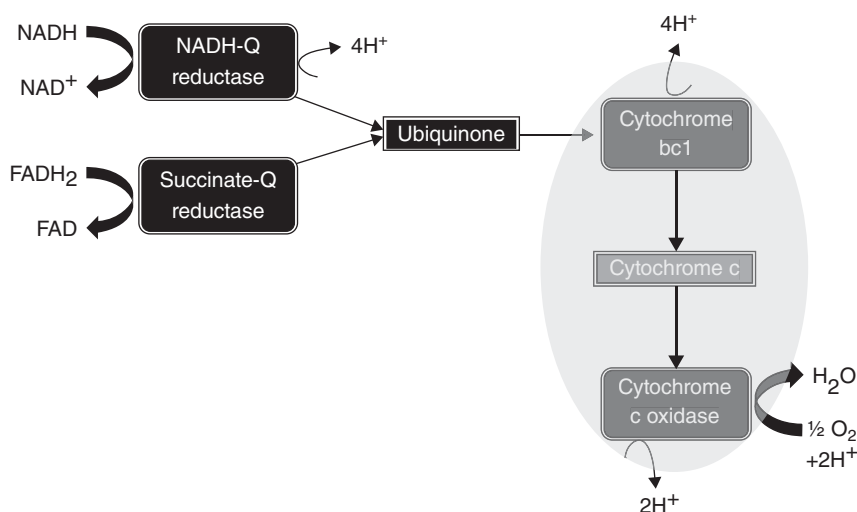 NADH
NAD⁺
NADH-Q
reductase
4H⁺
FADH₂
FAD
Succinate-Q
reductase
Ubiquinone
4H⁺
Cytochrome
bc1
Cytochrome c
Cytochrome
c oxidase
H₂O
½ O₂
+2H⁺
2H⁺